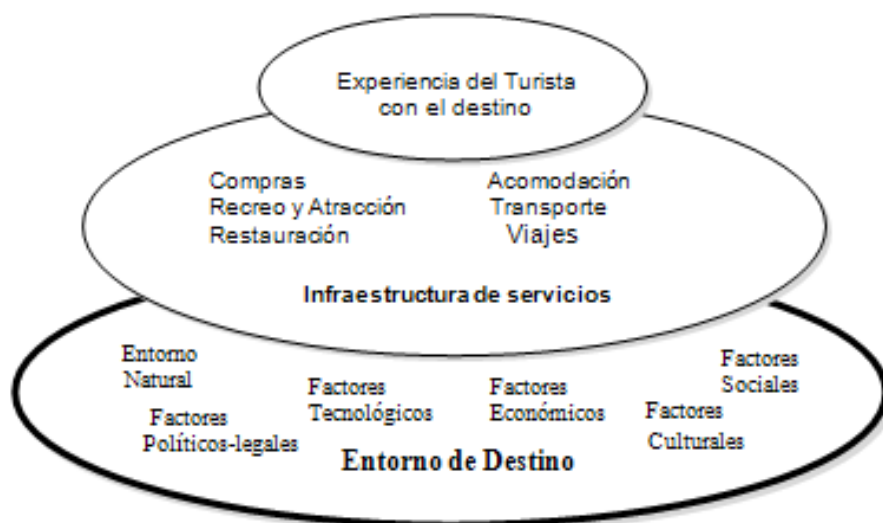 Experiencia del Turista
con el destino
Compras
Recreo y Atracción
Restauración
Acomodación
Transporte
Viajes
Infraestructura de servicios
Entorno
Natural
Factores
Políticos-legales
Factores
Tecnológicos
Factores
Económicos
Factores
Culturales
Factores
Sociales
Entorno de Destino